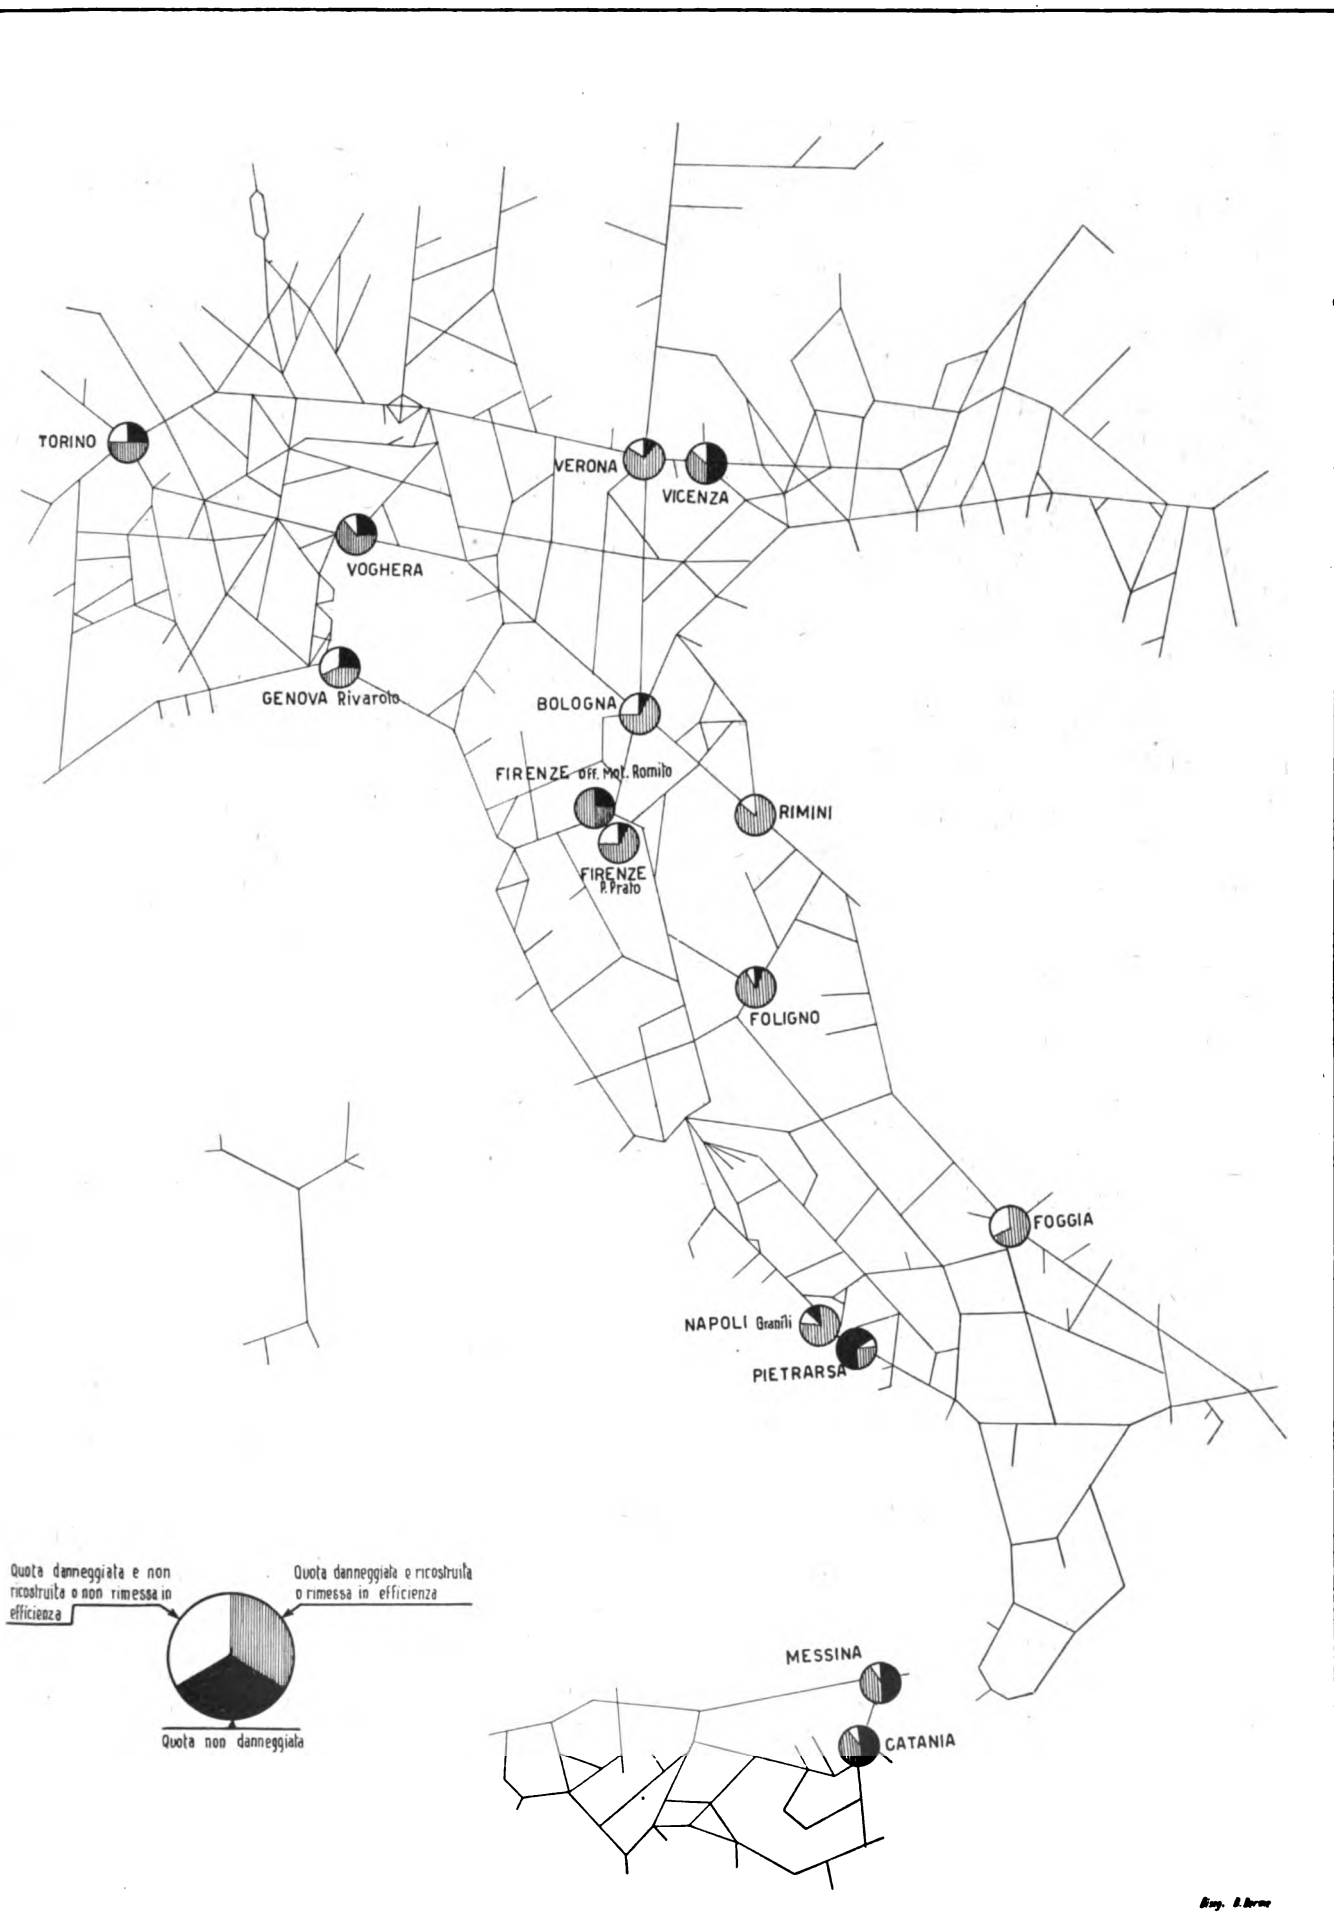 TORINO
VERONA
VICENZA
VOGHERA
GENOVA Rivarolo
BOLOGNA
FIRENZE Off. Mot. Romito
RIMINI
FIRENZE
P. Prato
FOLIGNO
FOGGIA
NAPOLI Granili
PIETRARSA
Quota danneggiata e non
ricostruita o non rimessa in
efficienza
Quota danneggiata e ricostruita
o rimessa in efficienza
Quota non danneggiata
MESSINA
CATANIA
Diseg.